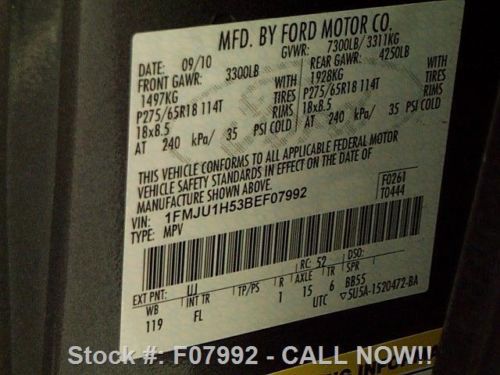 MFD. BY FORD MOTOR CO.
DATE: 09/10 GVWR: 7300LB/ 3311KG
FRONT GAWR: 3300LB REAR GAWR: 4250LB
1497KG WITH 1928KG WITH
P275/65R18 114T TIRES P275/65R18 114T TIRES
18x8.5 RIMS 18x8.5 RIMS
AT 240 kPa/ 35 PSI COLD AT 240 kPa/ 35 PSI COLD
THIS VEHICLE CONFORMS TO ALL APPLICABLE FEDERAL MOTOR
VEHICLE SAFETY STANDARDS IN EFFECT ON THE DATE OF
MANUFACTURE SHOWN ABOVE. F0261
VIN: 1FMJU1H53BEF07992 T0444
TYPE: MPV
EXT PNT: UJ RC: 52 DSO:
WB INT TR TP/PS R AXLE TR SPR
119 FL 1 15 6 BB55
UTC ▽5U5A-1520472-BA
Stock #: F07992 - CALL NOW!!